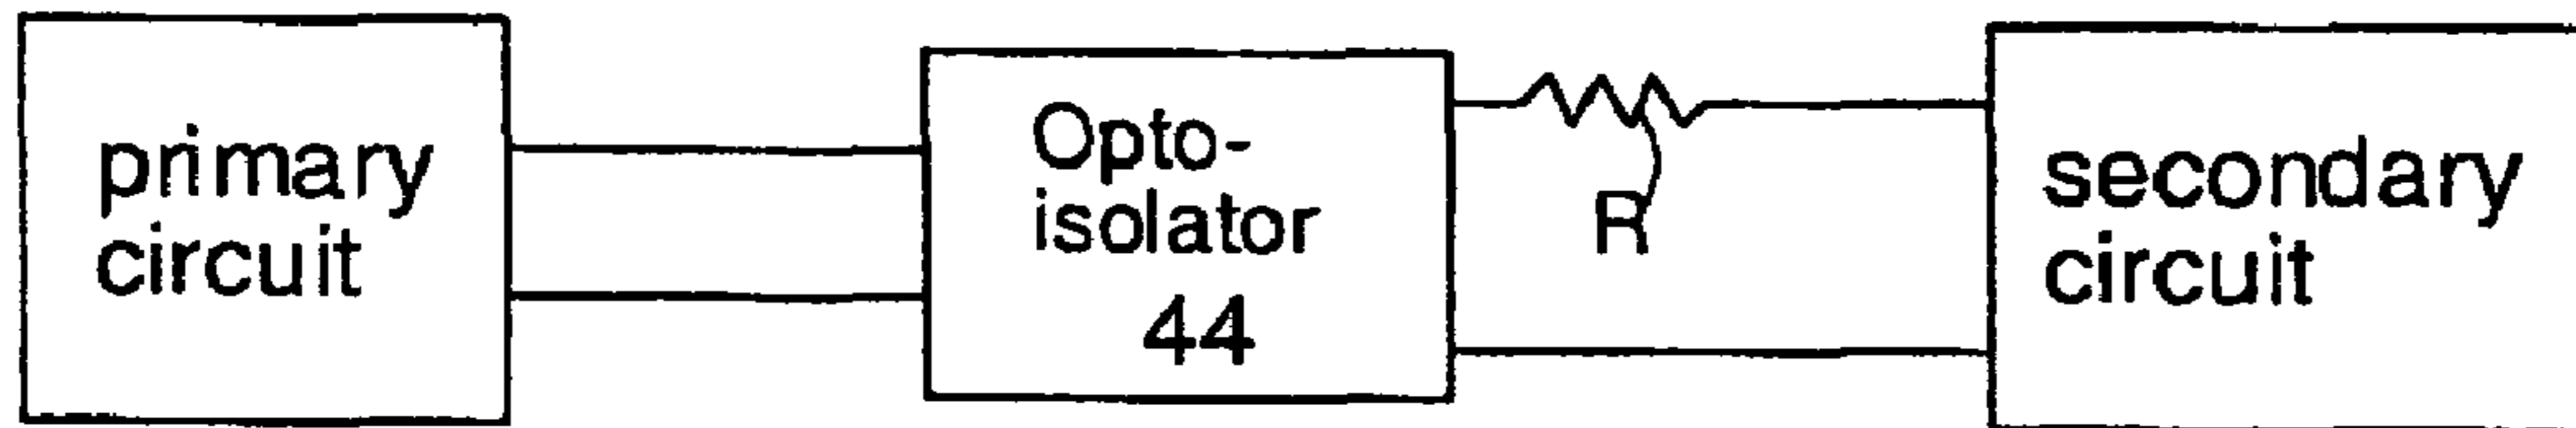 primary
circuit
Opto-
isolator
44
R
secondary
circuit